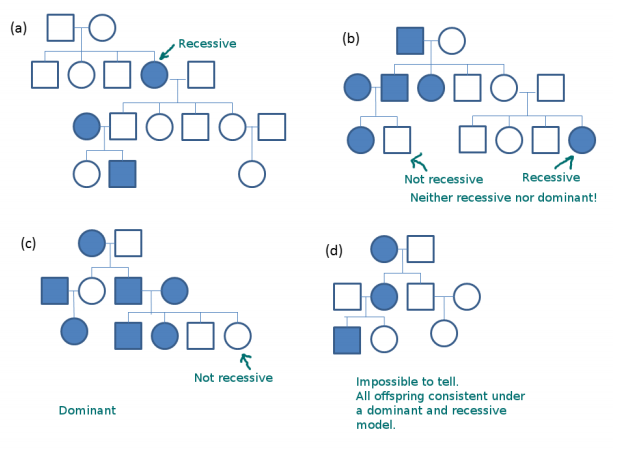 (a)
Recessive
(b)
Not recessive
Recessive
Neither recessive nor dominant!
(c)
Not recessive
Dominant
(d)
Impossible to tell.
All offspring consistent under
a dominant and recessive
model.